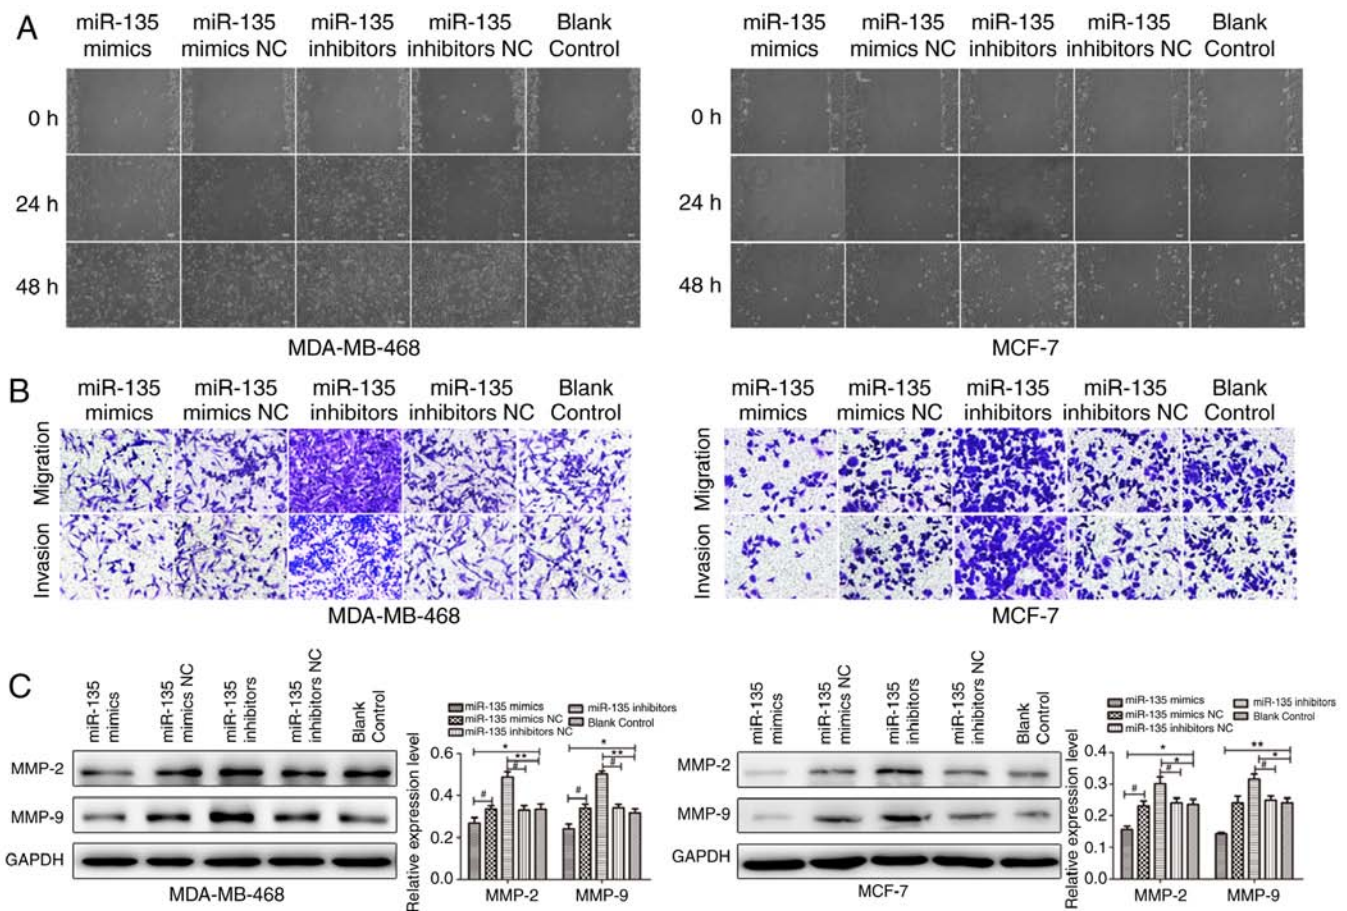 A
miR-135 mimics
miR-135 mimics NC
miR-135 inhibitors
miR-135 inhibitors NC
Blank Control
0 h
24 h
48 h
MDA-MB-468
miR-135 mimics
miR-135 mimics NC
miR-135 inhibitors
miR-135 inhibitors NC
Blank Control
0 h
24 h
48 h
MCF-7
B
miR-135 mimics
miR-135 mimics NC
miR-135 inhibitors
miR-135 inhibitors NC
Blank Control
Migration
Invasion
MDA-MB-468
miR-135 mimics
miR-135 mimics NC
miR-135 inhibitors
miR-135 inhibitors NC
Blank Control
Migration
Invasion
MCF-7
C
miR-135 mimics
miR-135 mimics NC
miR-135 inhibitors
miR-135 inhibitors NC
Blank Control
MMP-2
MMP-9
GAPDH
MDA-MB-468
miR-135 mimics
miR-135 mimics NC
miR-135 inhibitors NC
miR-135 inhibitors
Blank Control
Relative expression level
0.6
0.4
0.2
0.0
# * ** #
# * ** #
MMP-2 MMP-9
miR-135 mimics
miR-135 mimics NC
miR-135 inhibitors
miR-135 inhibitors NC
Blank Control
MMP-2
MMP-9
GAPDH
MCF-7
miR-135 mimics
miR-135 mimics NC
miR-135 inhibitors NC
miR-135 inhibitors
Blank Control
Relative expression level
0.4
0.3
0.2
0.1
0.0
# * * #
** * #
MMP-2 MMP-9